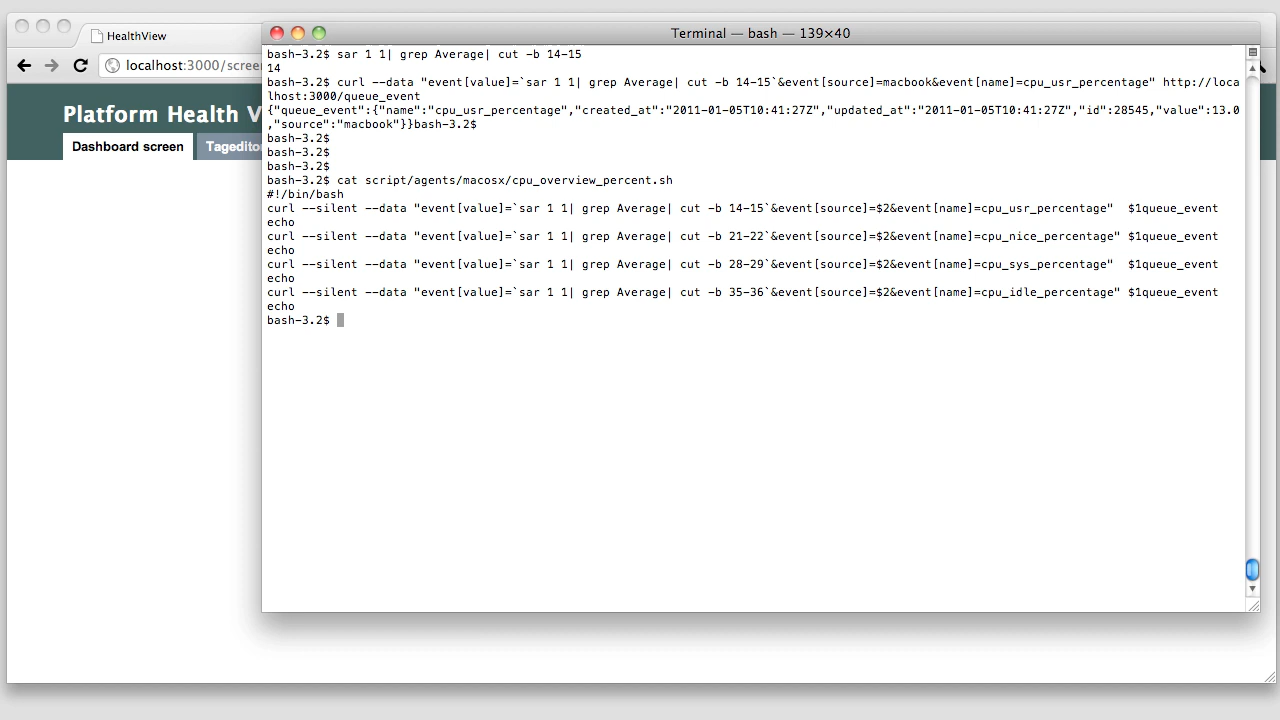 HealthView
localhost:3000/scree
Platform Health V
Dashboard screen
Tageditor
Terminal — bash — 139×40
bash-3.2$ sar 1 1| grep Average| cut -b 14-15
14
bash-3.2$ curl --data "event[value]=`sar 1 1| grep Average| cut -b 14-15`&event[source]=macbook&event[name]=cpu_usr_percentage" http://loca
lhost:3000/queue_event
{"queue_event":{"name":"cpu_usr_percentage","created_at":"2011-01-05T10:41:27Z","updated_at":"2011-01-05T10:41:27Z","id":28545,"value":13.0
,"source":"macbook"}}bash-3.2$
bash-3.2$
bash-3.2$
bash-3.2$
bash-3.2$ cat script/agents/macosx/cpu_overview_percent.sh
#!/bin/bash
curl --silent --data "event[value]=`sar 1 1| grep Average| cut -b 14-15`&event[source]=$2&event[name]=cpu_usr_percentage"  $1queue_event
echo
curl --silent --data "event[value]=`sar 1 1| grep Average| cut -b 21-22`&event[source]=$2&event[name]=cpu_nice_percentage" $1queue_event
echo
curl --silent --data "event[value]=`sar 1 1| grep Average| cut -b 28-29`&event[source]=$2&event[name]=cpu_sys_percentage"  $1queue_event
echo
curl --silent --data "event[value]=`sar 1 1| grep Average| cut -b 35-36`&event[source]=$2&event[name]=cpu_idle_percentage" $1queue_event
echo
bash-3.2$